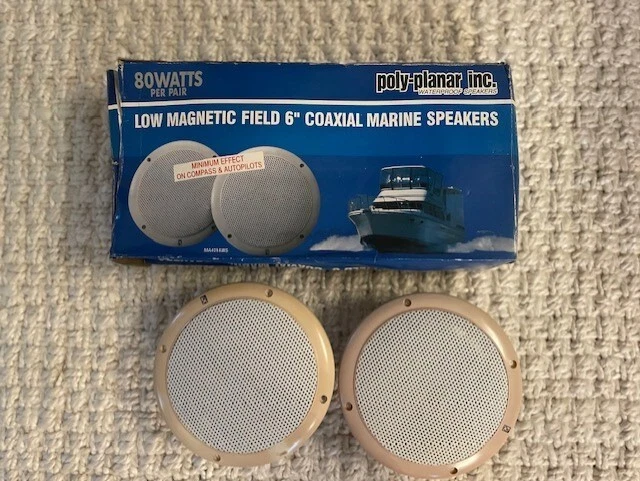 80WATTS
PER PAIR
poly-planar inc.
WATERPROOF SPEAKERS
LOW MAGNETIC FIELD 6" COAXIAL MARINE SPEAKERS
MINIMUM EFFECT
ON COMPASS & AUTOPILOTS